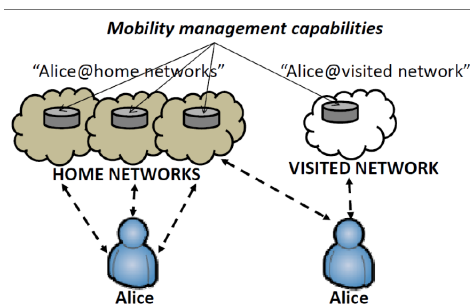 Mobility management capabilities
“Alice@home networks” “Alice@visited network”
HOME NETWORKS VISITED NETWORK
Alice Alice